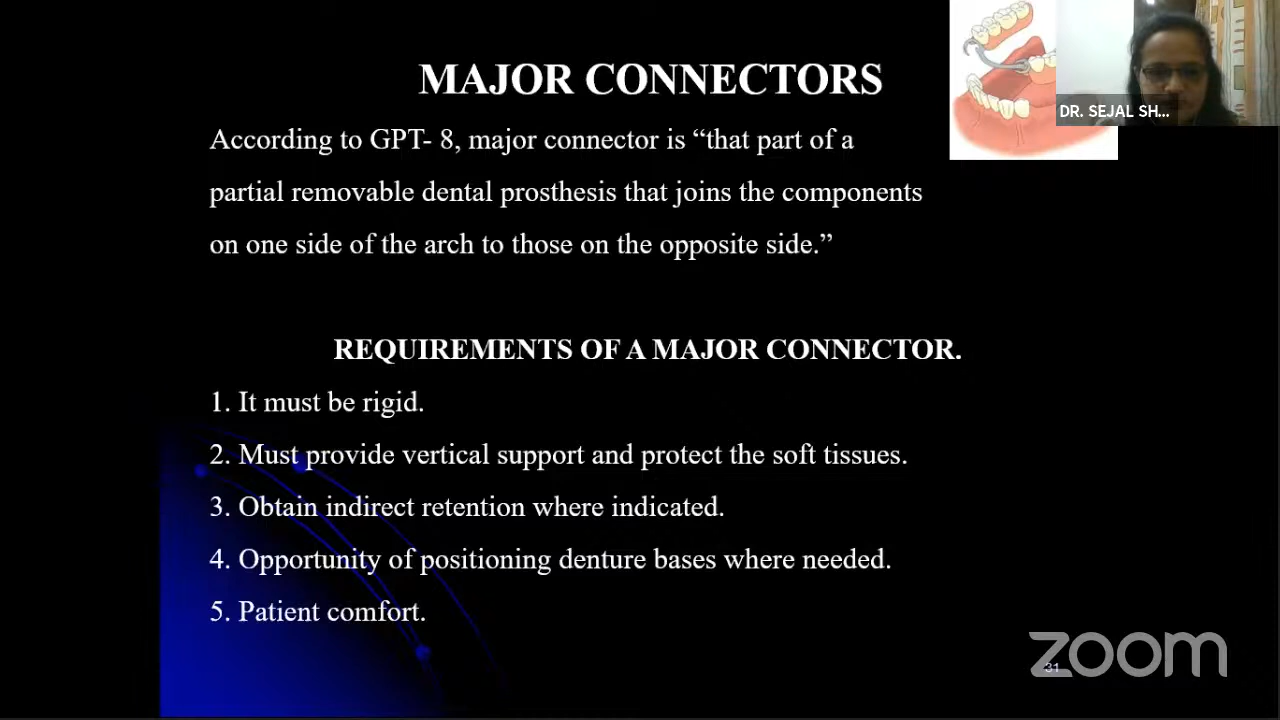 MAJOR CONNECTORS
DR. SEJAL SH...
According to GPT- 8, major connector is “that part of a
partial removable dental prosthesis that joins the components
on one side of the arch to those on the opposite side.”
REQUIREMENTS OF A MAJOR CONNECTOR.
1. It must be rigid.
2. Must provide vertical support and protect the soft tissues.
3. Obtain indirect retention where indicated.
4. Opportunity of positioning denture bases where needed.
5. Patient comfort.
zoom
31